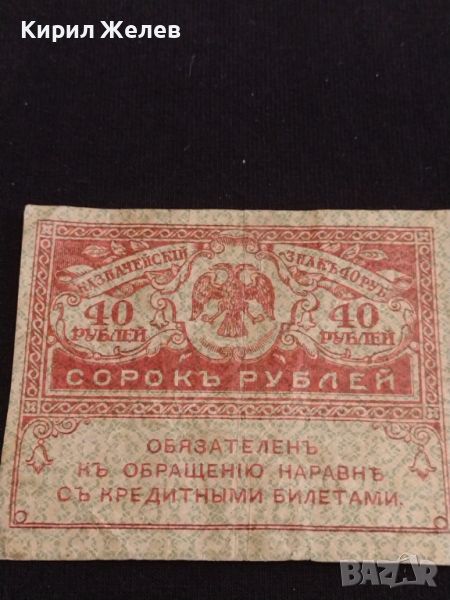 Кирил Желев
КАЗНАЧЕЙСКІЙ ЗНАКЪ 40 РУБ.
40 РУБЛЕЙ 40 РУБЛЕЙ
СОРОКЪ РУБЛЕЙ
ОБЯЗАТЕЛЕНЪ
КЪ ОБРАЩЕНІЮ НАРАВНѢ
СЪ КРЕДИТНЫМИ БИЛЕТАМИ.
BAZAR